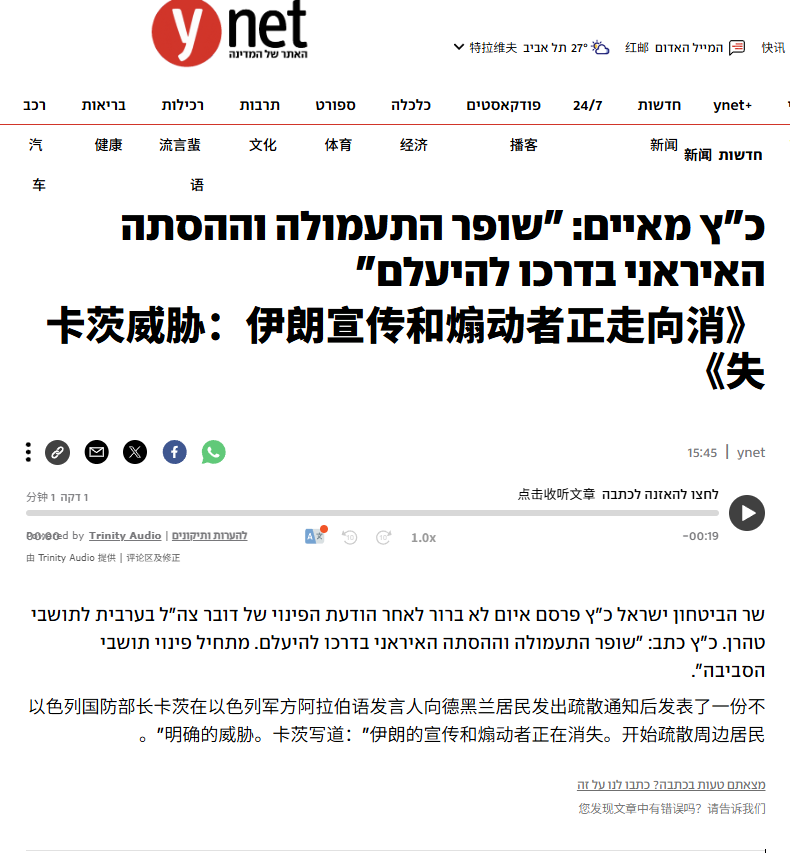 ynet
האתר של המדינה
快讯 המייל האדום 红邮 27° תל אביב 特拉维夫
ynet+ חדשות 24/7 פודקאסטים כלכלה ספורט תרבות רכילות בריאות רכב
新闻 播客 经济 体育 文化 流言蜚语 健康 汽车
חדשות 新闻
כ"ץ מאיים: "שופר התעמולה וההסתה
האיראני בדרכו להיעלם"
《卡茨威胁：伊朗宣传和煽动者正走向消
失》
ynet | 15:45
לחצו להאזנה לכתבה 点击收听文章
1 דקה 1 分钟
00:00
-00:19
1.0x
10
10
Powered by Trinity Audio | להערות ותיקונים
由 Trinity Audio 提供 | 评论区及修正
שר הביטחון ישראל כ"ץ פרסם איום לא ברור לאחר הודעת הפינוי של דובר צה"ל בערבית לתושבי
טהרן. כ"ץ כתב: "שופר התעמולה וההסתה האיראני בדרכו להיעלם. מתחיל פינוי תושבי
הסביבה".
以色列国防部长卡茨在以色列军方阿拉伯语发言人向德黑兰居民发出疏散通知后发表了一份不
明确的威胁。卡茨写道："伊朗的宣传和煽动者正在消失。开始疏散周边居民"。
מצאתם טעות בכתבה? כתבו לנו על זה
您发现文章中有错误吗？请告诉我们